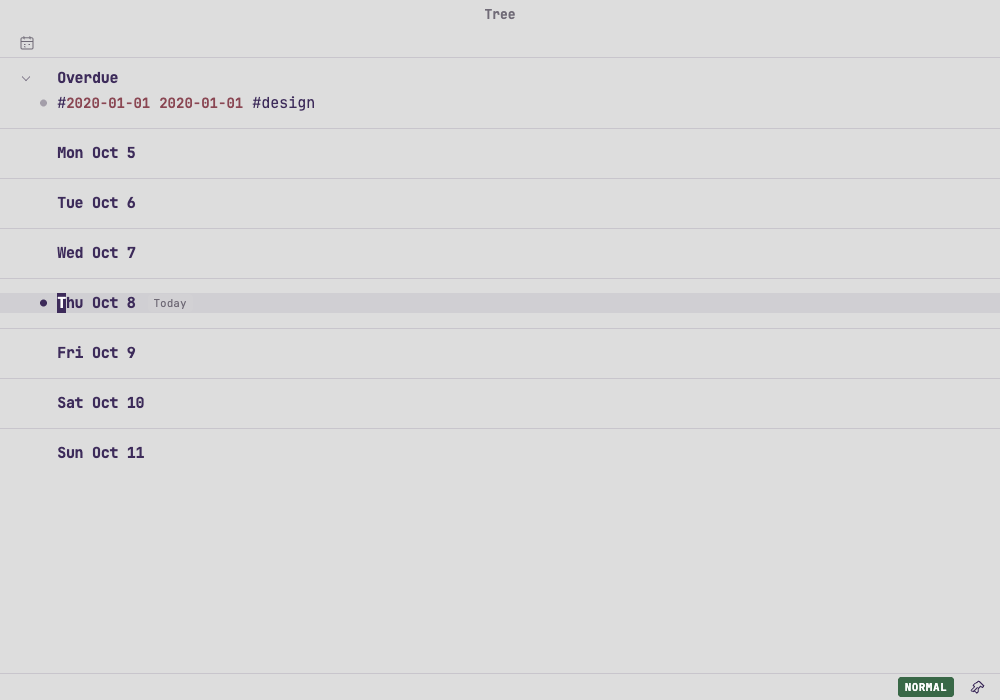 Tree
Overdue
#2020-01-01 2020-01-01 #design
Mon Oct 5
Tue Oct 6
Wed Oct 7
Thu Oct 8 Today
Fri Oct 9
Sat Oct 10
Sun Oct 11
NORMAL